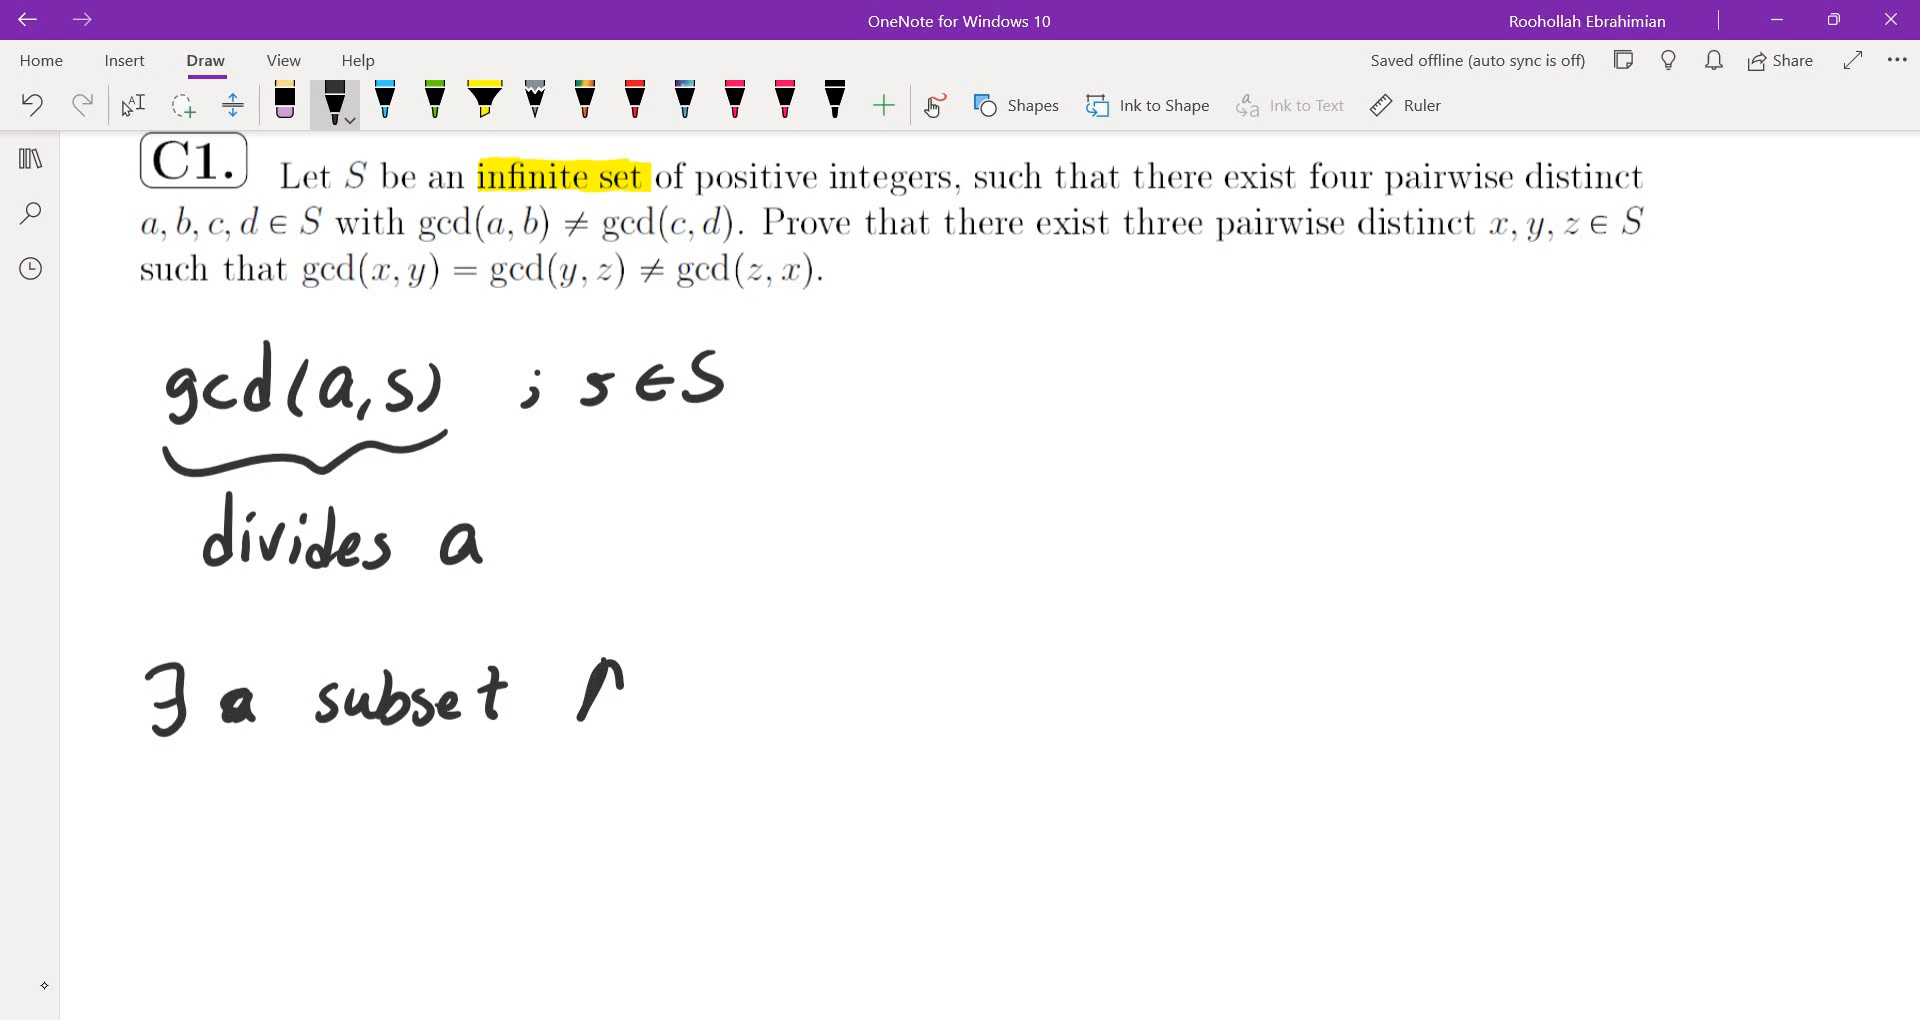 OneNote for Windows 10
Roohollah Ebrahimian
Home Insert Draw View Help
Saved offline (auto sync is off) Share
Shapes Ink to Shape Ink to Text Ruler
C1. Let S be an infinite set of positive integers, such that there exist four pairwise distinct
a, b, c, d ∈ S with gcd(a, b) ≠ gcd(c, d). Prove that there exist three pairwise distinct x, y, z ∈ S
such that gcd(x, y) = gcd(y, z) ≠ gcd(z, x).
gcd(a,s) ; s ∈ S
divides a
∃ a subset